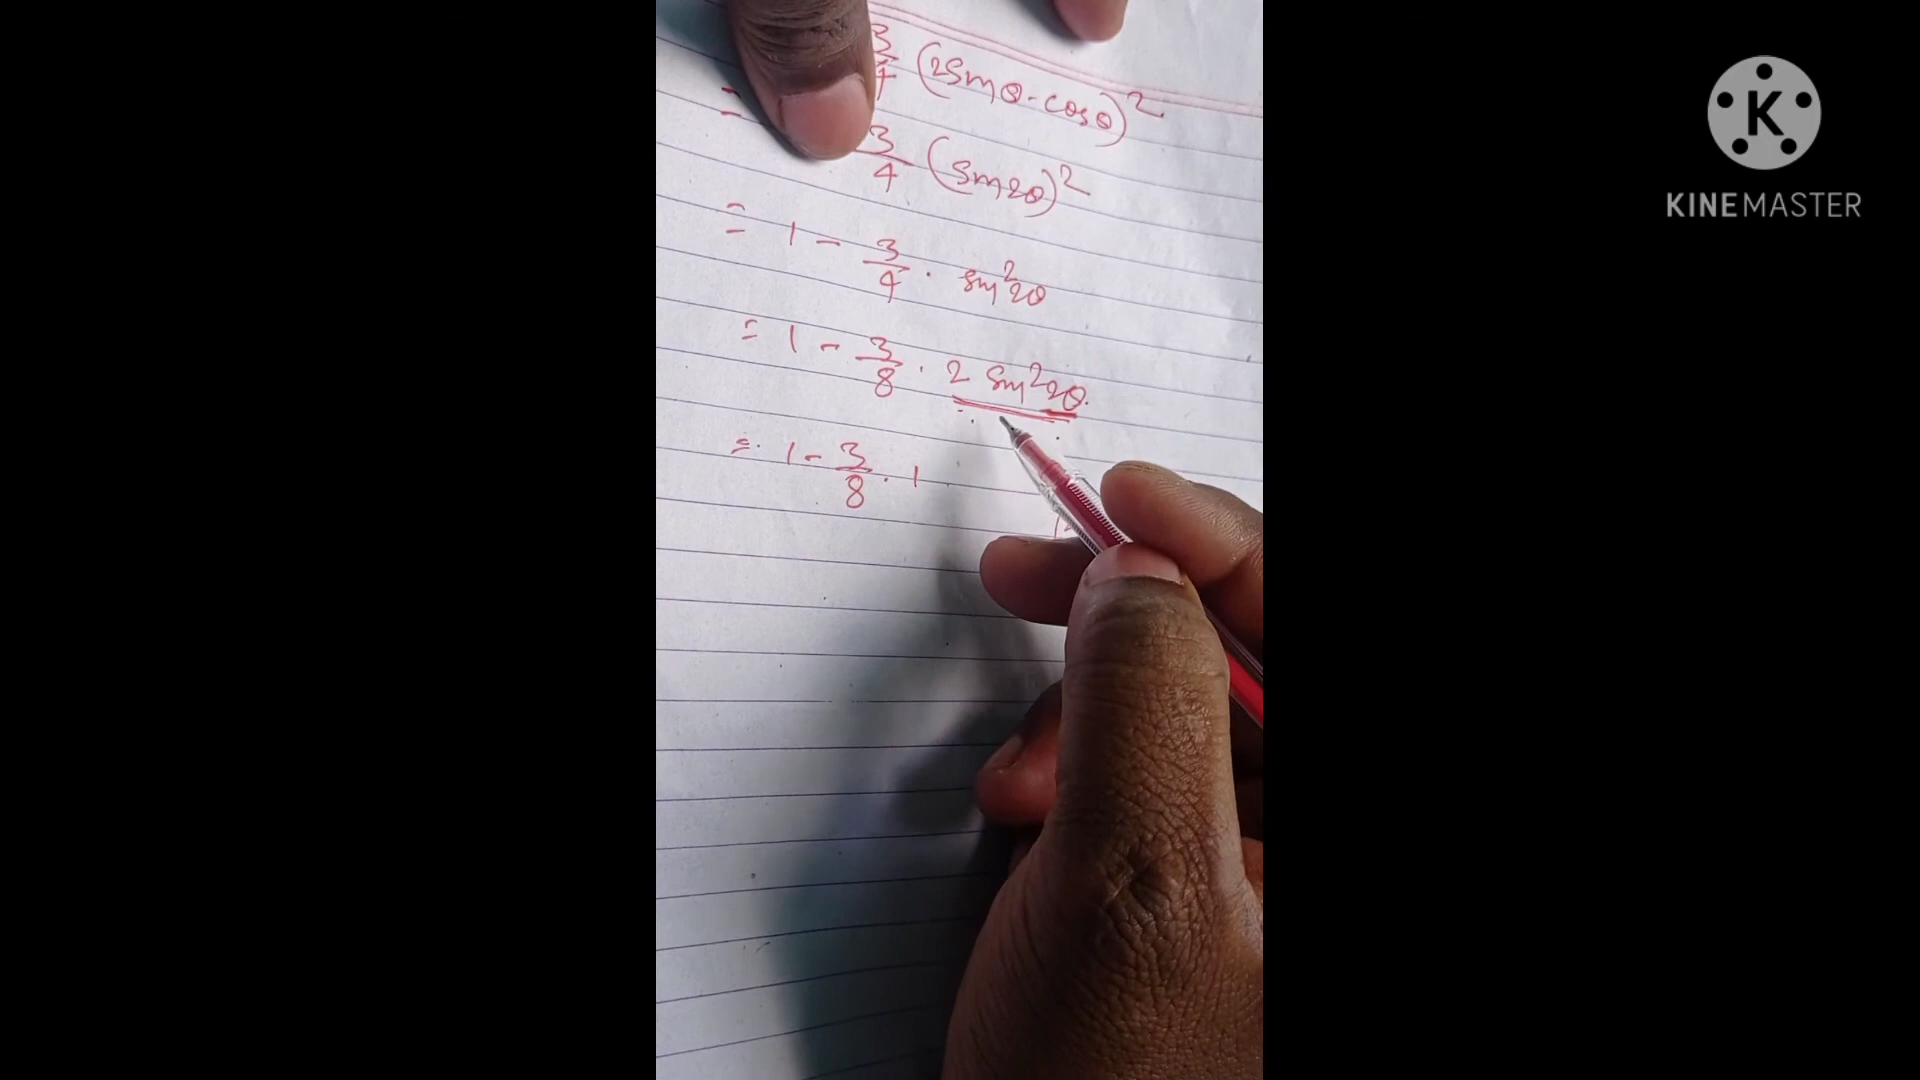 3/4 (2sinθ.cosθ)²
= 3/4 (sin2θ)²
= 1 - 3/4 . sin²2θ
= 1 - 3/8 . 2 sin²2θ.
= 1 - 3/8 . 1
K
KINEMASTER